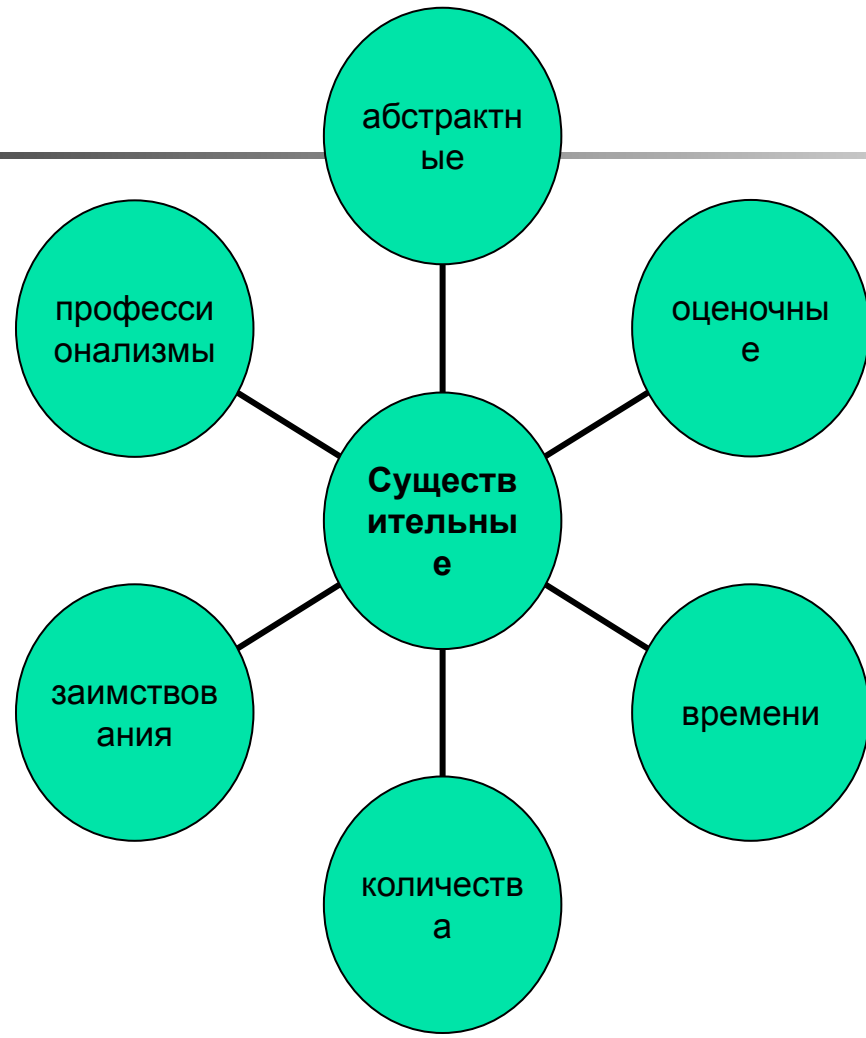 абстрактн
ые
професси
онализмы
оценочны
е
Существ
ительны
е
заимствов
ания
времени
количеств
а